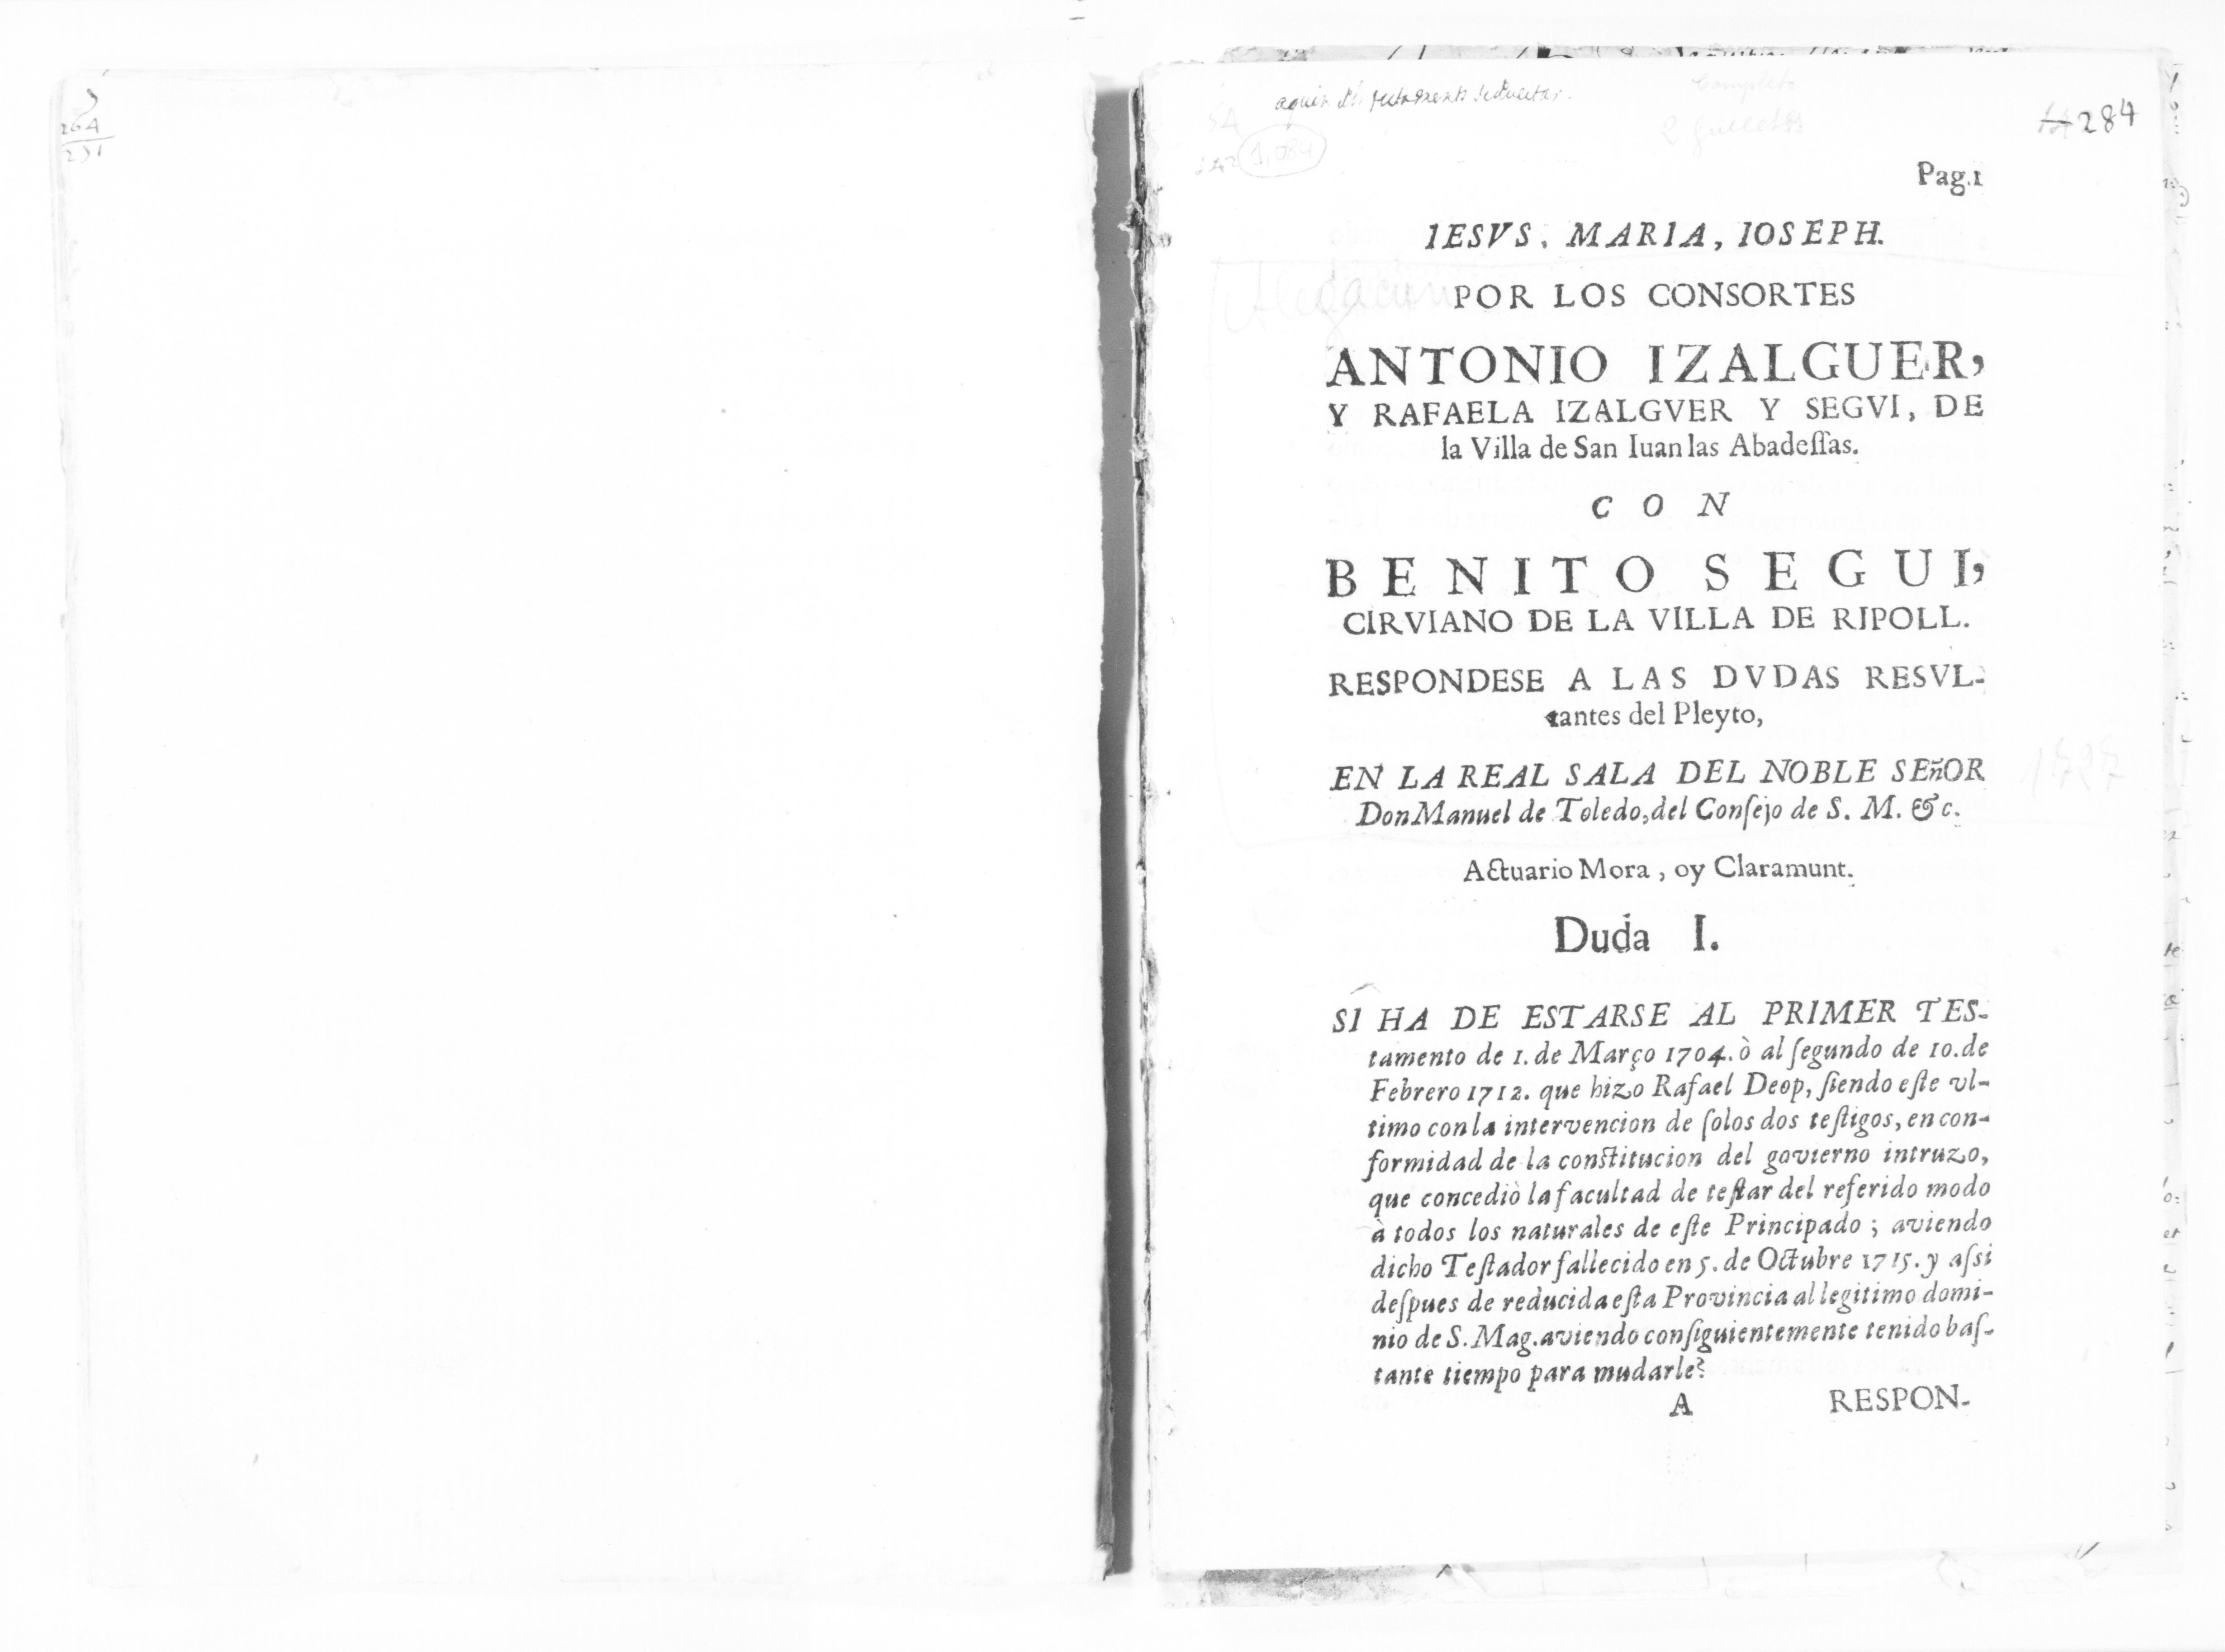 264
231
284
Completo
1,084
Pag.1
IESVS, MARIA, IOSEPH.
POR LOS CONSORTES
ANTONIO IZALGUER,
Y RAFAELA IZALGVER Y SEGVI, DE
la Villa de San Iuan las Abadeſſas.
CON
BENITO SEGUI,
CIRVIANO DE LA VILLA DE RIPOLL.
RESPONDESE A LAS DVDAS RESVL-
tantes del Pleyto,
EN LA REAL SALA DEL NOBLE SEñOR
Don Manuel de Toledo, del Conſejo de S. M. &c.
1727
Actuario Mora, oy Claramunt.
Duda I.
SI HA DE ESTARSE AL PRIMER TES-
tamento de 1. de Março 1704. ò al ſegundo de 10. de
Febrero 1712. que hizo Rafael Deop, ſiendo eſte vl-
timo con la intervencion de ſolos dos teſtigos, en con-
formidad de la conſtitucion del govierno intruzo,
que concediò la facultad de teſtar del referido modo
à todos los naturales de eſte Principado; aviendo
dicho Teſtador fallecido en 5. de Octubre 1715. y aſsi
deſpues de reducida eſta Provincia al legitimo domi-
nio de S. Mag. aviendo conſiguientemente tenido baſ-
tante tiempo para mudarle?
A RESPON-